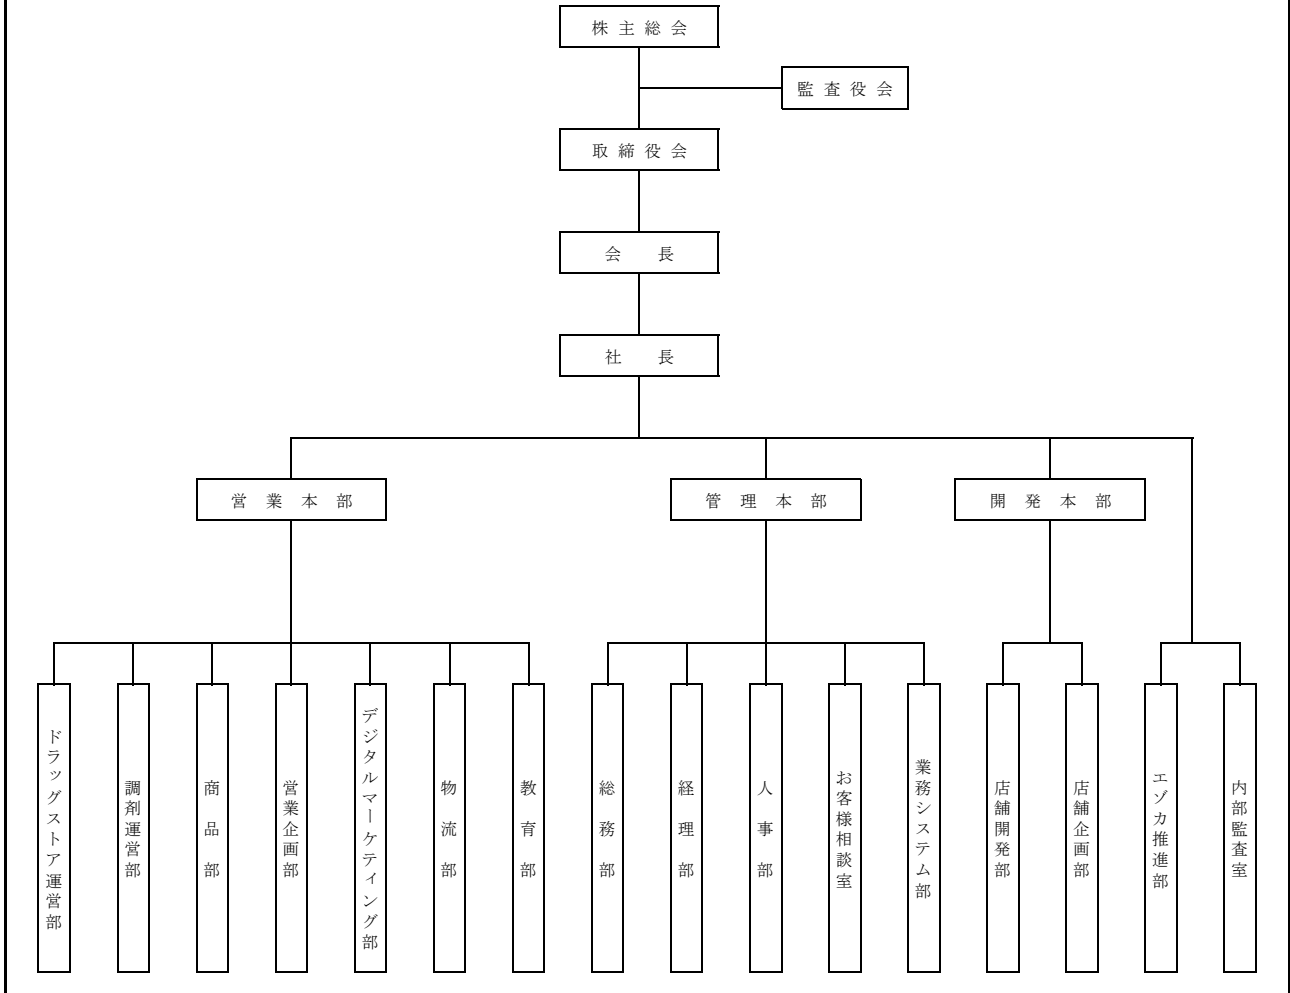 株主総会
監査役会
取締役会
会長
社長
営業本部
管理本部
開発本部
ドラッグストア運営部
調剤運営部
商品部
営業企画部
デジタルマーケティング部
物流部
教育部
総務部
経理部
人事部
お客様相談室
業務システム部
店舗開発部
店舗企画部
エゾカ推進部
内部監査室